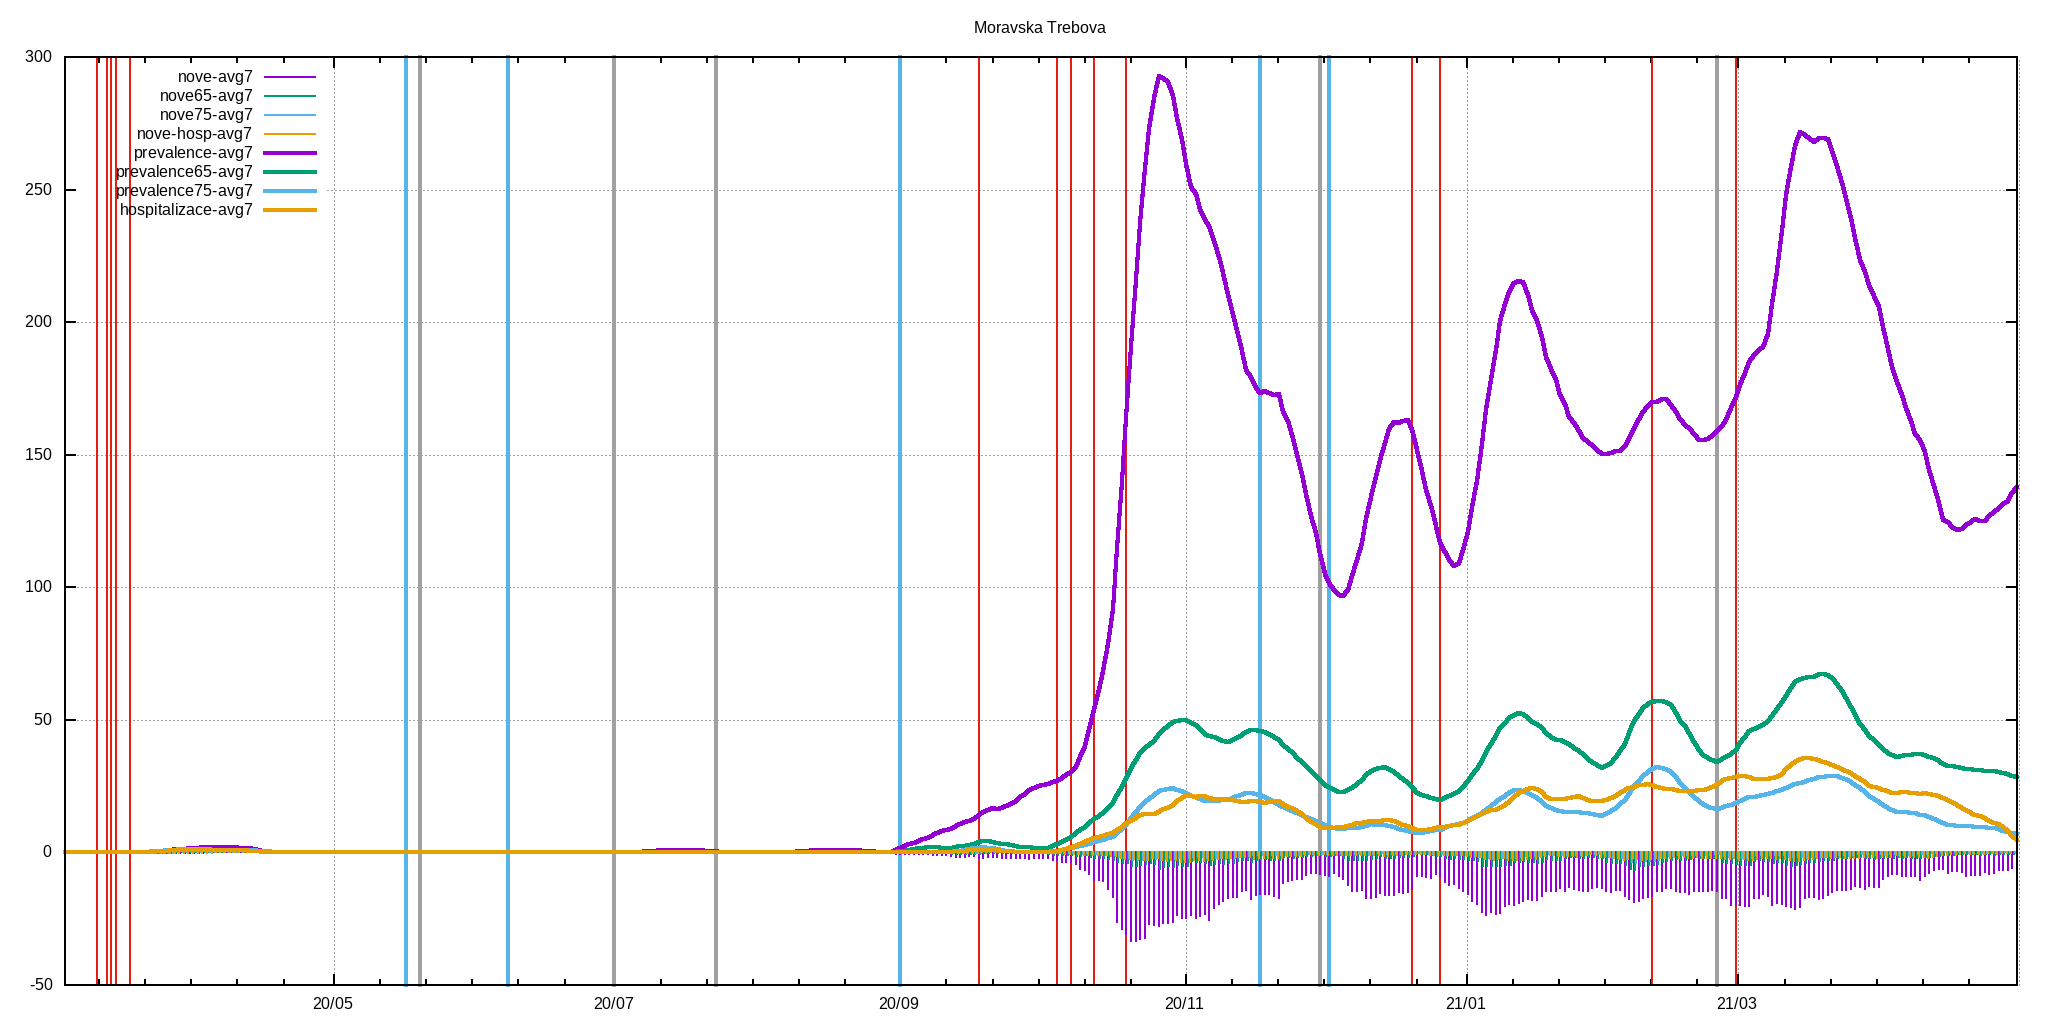 Moravska Trebova
300
250
200
150
100
50
0
-50
nove-avg7
nove65-avg7
nove75-avg7
nove-hosp-avg7
prevalence-avg7
prevalence65-avg7
prevalence75-avg7
hospitalizace-avg7
20/05 20/07 20/09 20/11 21/01 21/03